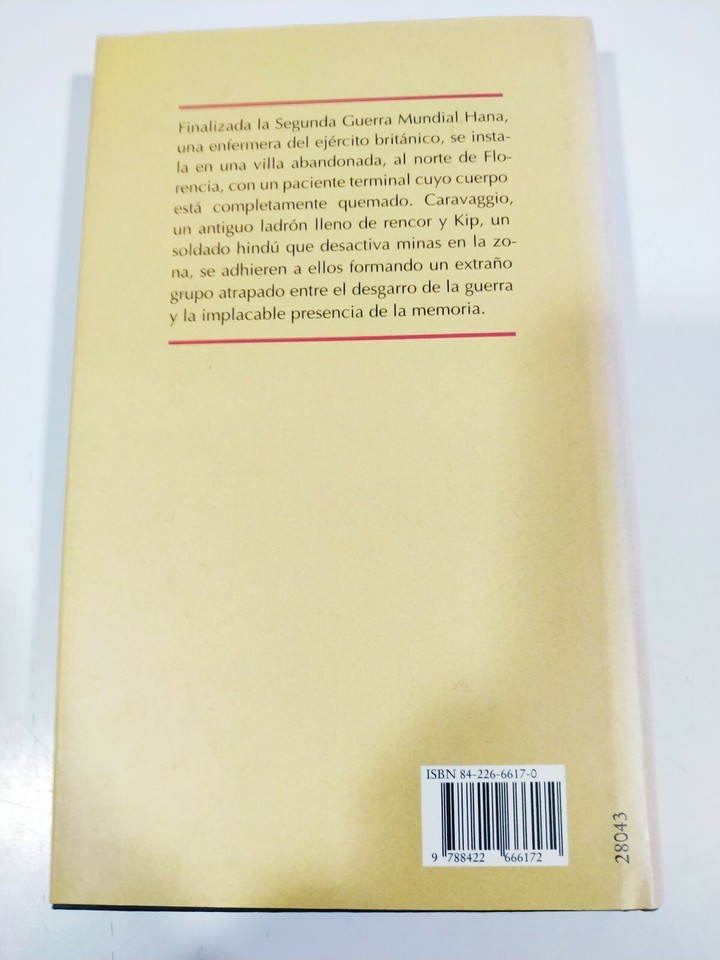 Finalizada la Segunda Guerra Mundial Hana,
una enfermera del ejército británico, se insta-
la en una villa abandonada, al norte de Flo-
rencia, con un paciente terminal cuyo cuerpo
está completamente quemado. Caravaggio,
un antiguo ladrón lleno de rencor y Kip, un
soldado hindú que desactiva minas en la zo-
na, se adhieren a ellos formando un extraño
grupo atrapado entre el desgarro de la guerra
y la implacable presencia de la memoria.
ISBN 84-226-6617-0
9 788422 666172
28043